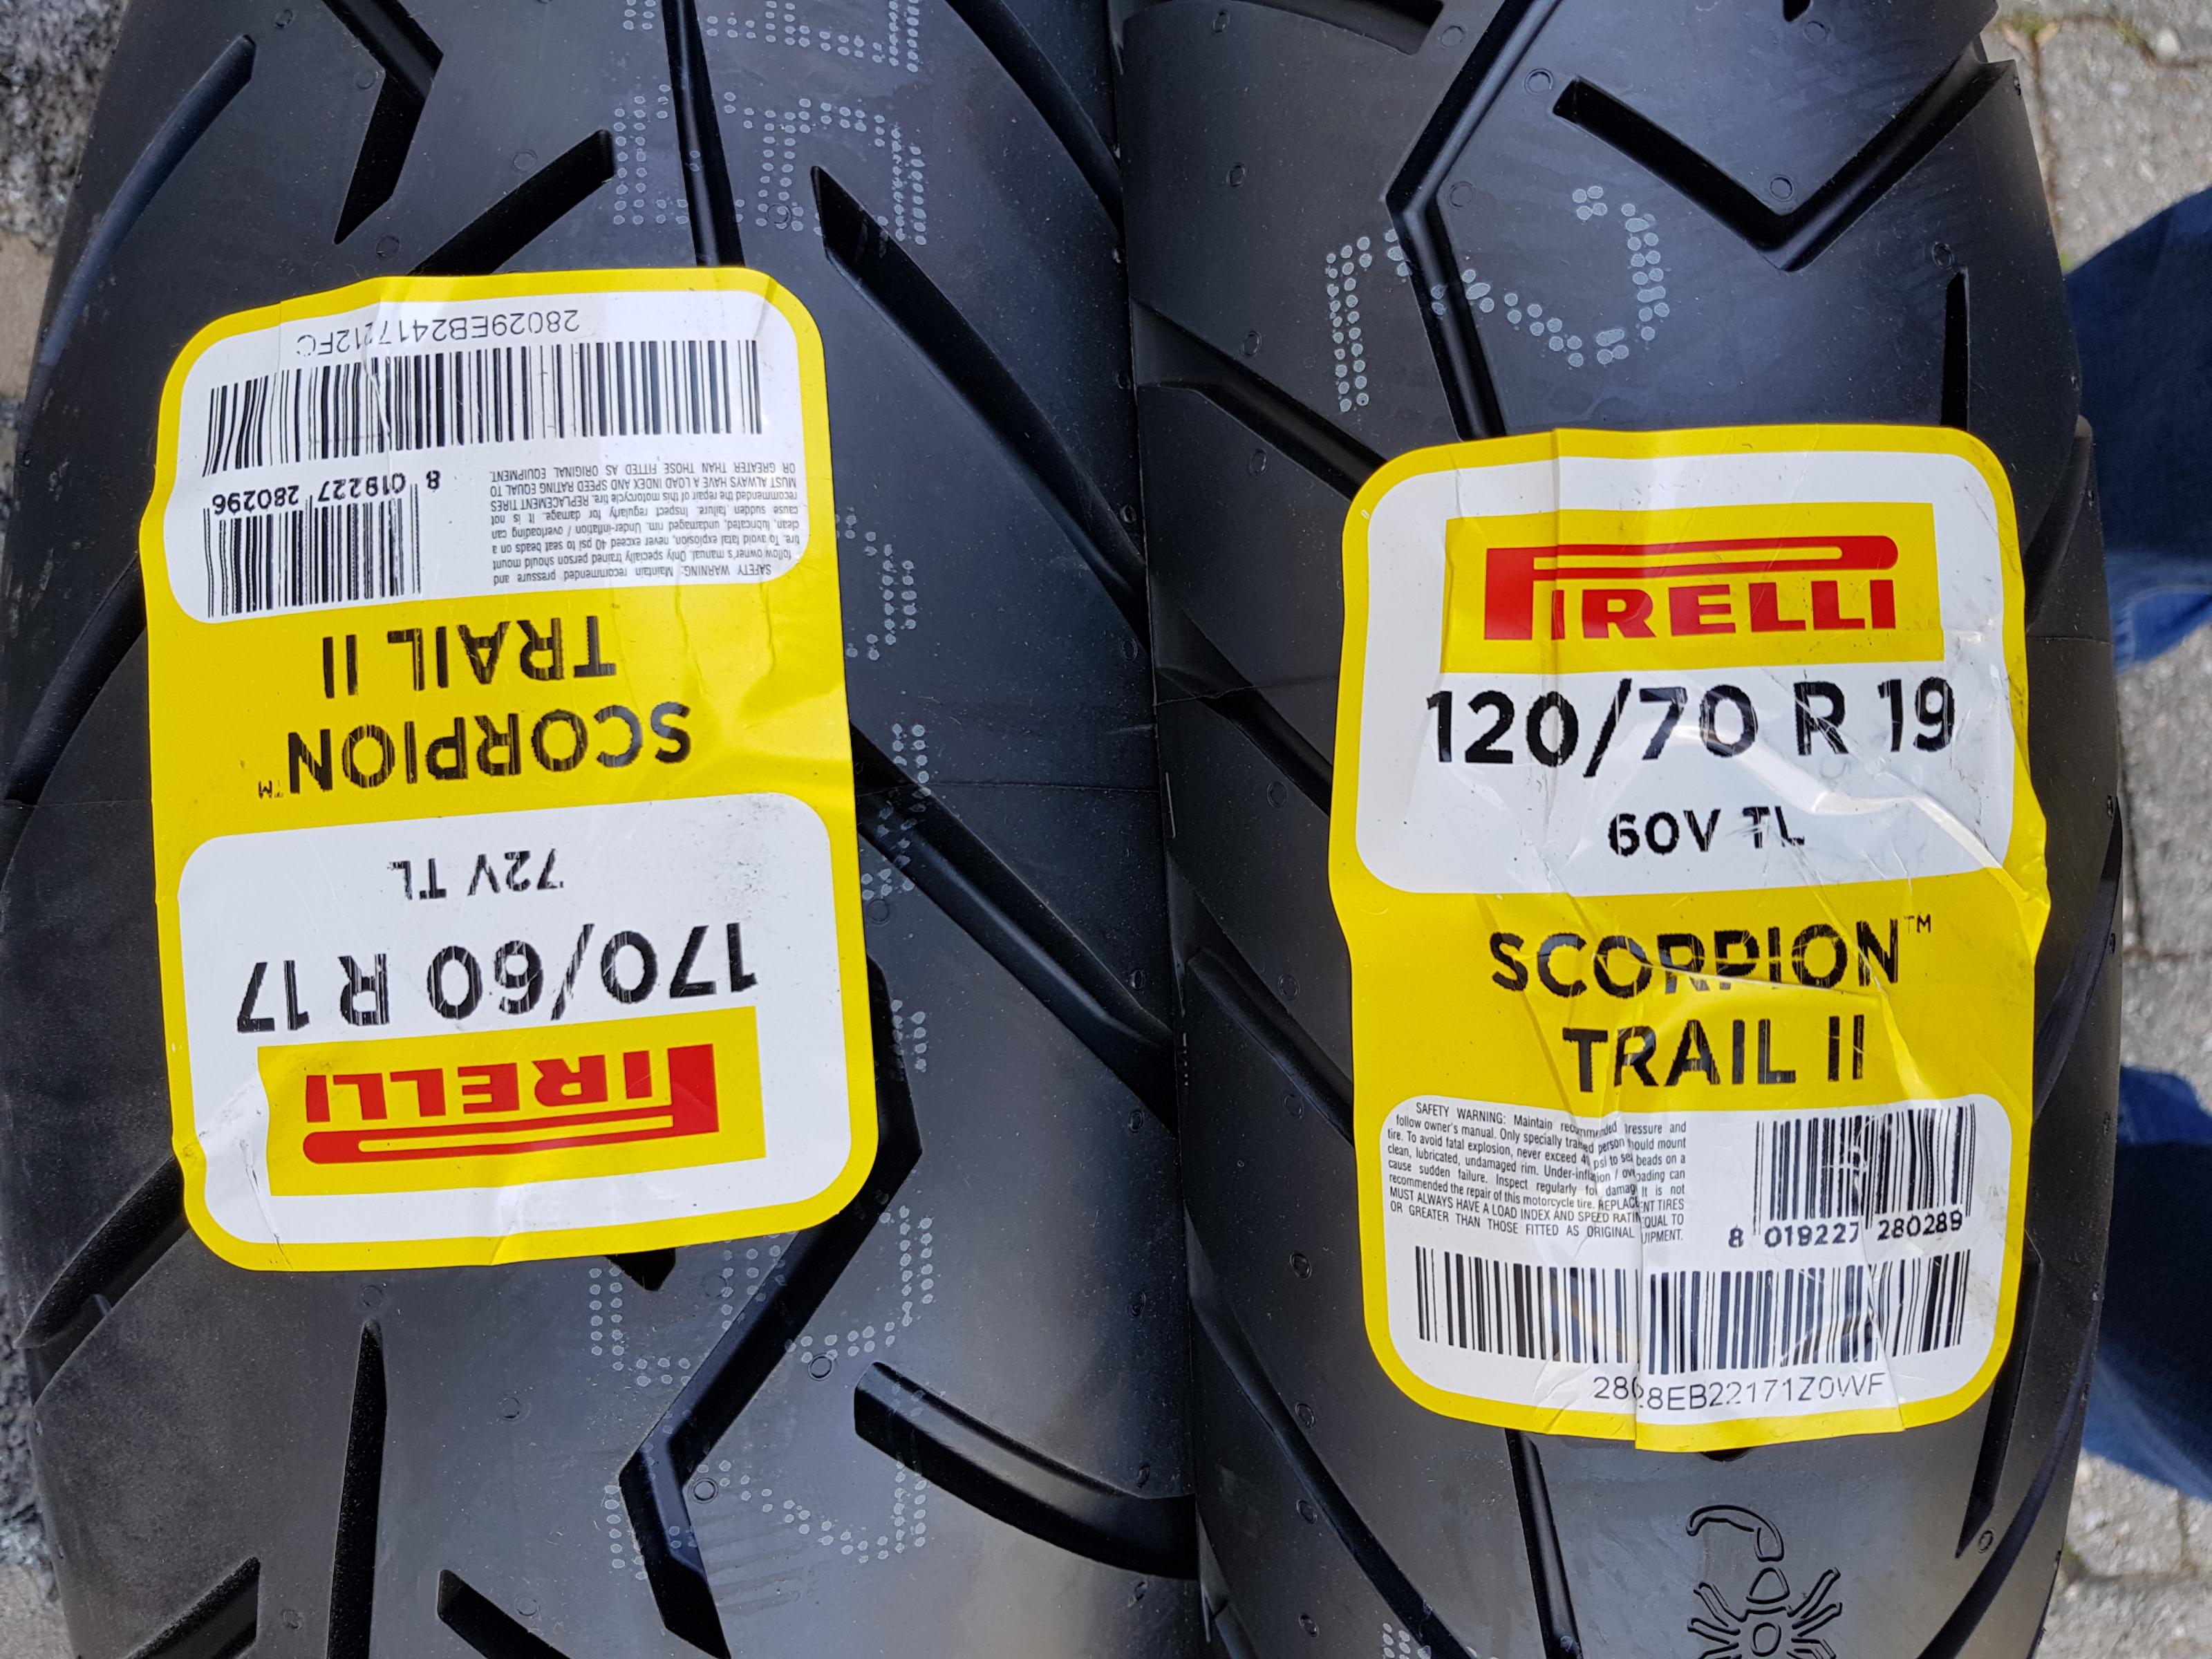 PIRELLI
170/60 R 17
72V TL
SCORPION™
TRAIL II
SAFETY WARNING: Maintain recommended pressure and
follow owner's manual. Only specially trained person should mount
tire. To avoid fatal explosion, never exceed 40 psi to seat beads on a
clean, lubricated, undamaged rim. Under-inflation / overloading can
cause sudden failure. Inspect regularly for damage. It is not
recommended the repair of this motorcycle tire. REPLACEMENT TIRES
MUST ALWAYS HAVE A LOAD INDEX AND SPEED RATING EQUAL TO
OR GREATER THAN THOSE FITTED AS ORIGINAL EQUIPMENT.
8 019227 280296
28029EB2417212FC
PIRELLI
120/70 R 19
60V TL
SCORPION™
TRAIL II
SAFETY WARNING: Maintain recommended pressure and
follow owner's manual. Only specially trained person should mount
tire. To avoid fatal explosion, never exceed 4 psi to seat beads on a
clean, lubricated, undamaged rim. Under-inflation / overloading can
cause sudden failure. Inspect regularly for damage. It is not
recommended the repair of this motorcycle tire. REPLACEMENT TIRES
MUST ALWAYS HAVE A LOAD INDEX AND SPEED RATING EQUAL TO
OR GREATER THAN THOSE FITTED AS ORIGINAL EQUIPMENT.
8 019227 280289